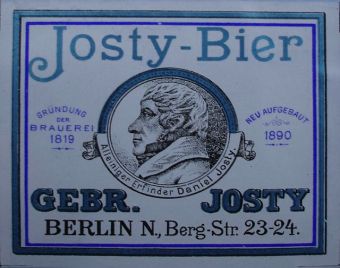 Josty-Bier
GRÜNDUNG
DER
BRAUEREI
1819
NEU AUFGEBAUT
1890
Alleiniger Erfinder Daniel Josty.
GEBR. JOSTY
BERLIN N., Berg-Str. 23-24.